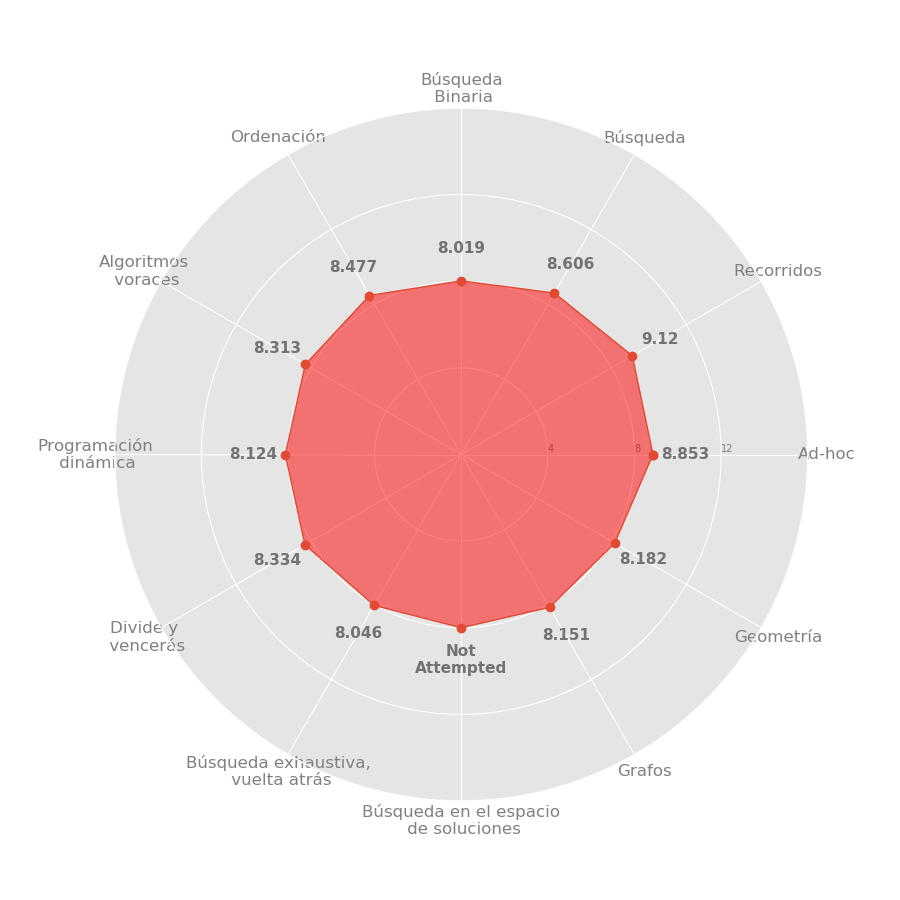 Búsqueda
Binaria
Ordenación
Búsqueda
8.019
8.606
8.477
Algoritmos
voraces
Recorridos
9.12
8.313
Programación
dinámica
8.124
4
8
12
8.853
Ad-hoc
8.334
8.182
Divide y
vencerás
8.046
Not
Attempted
8.151
Geometría
Búsqueda exhaustiva,
vuelta atrás
Grafos
Búsqueda en el espacio
de soluciones